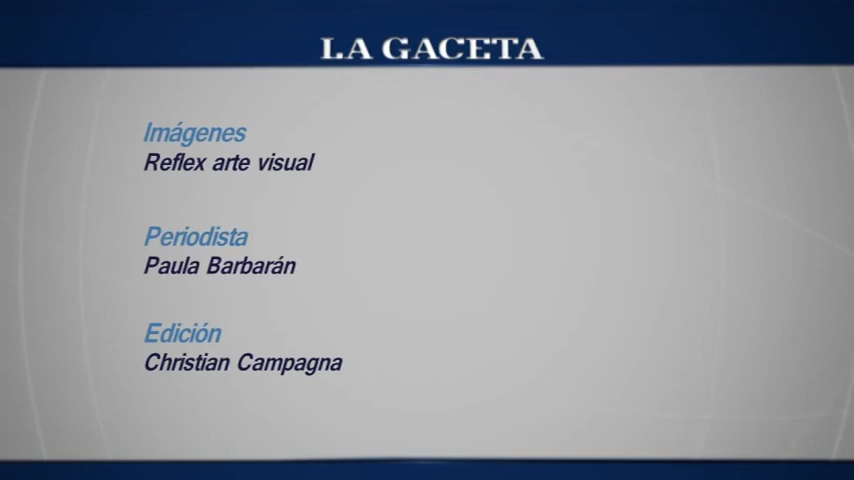 LA GACETA
Imágenes
Reflex arte visual
Periodista
Paula Barbarán
Edición
Christian Campagna